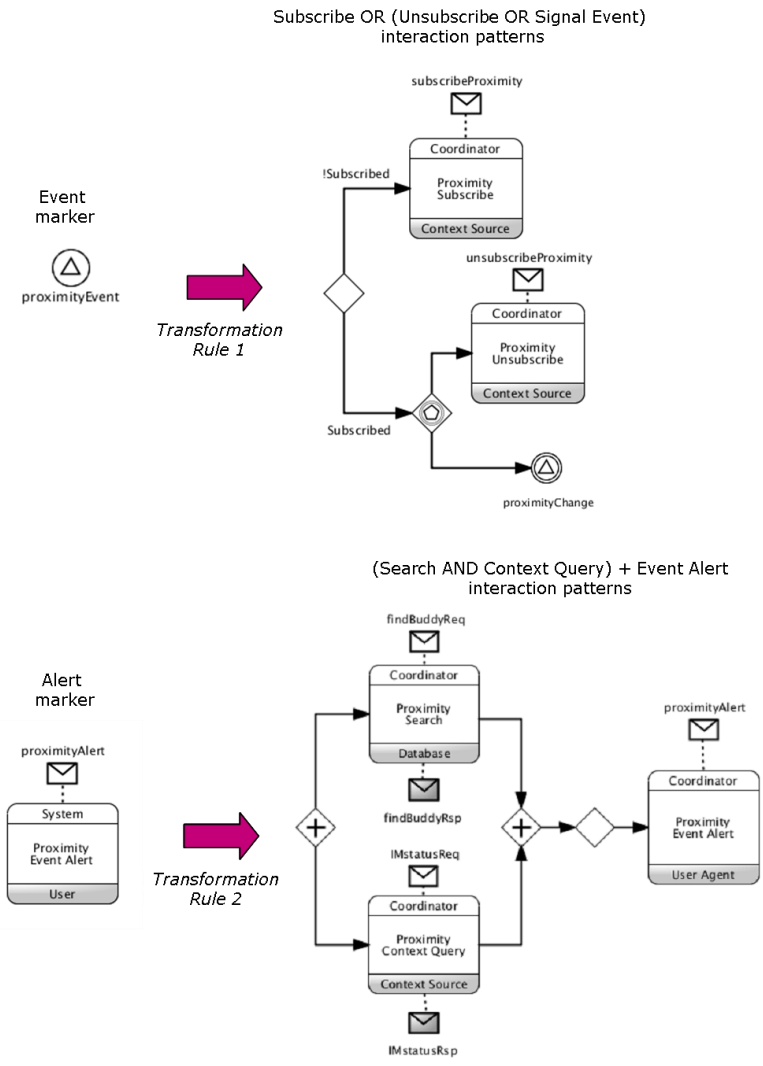 Subscribe OR (Unsubscribe OR Signal Event)
interaction patterns
subscribeProximity
Coordinator
!Subscribed
Proximity
Subscribe
Context Source
Event
marker
proximityEvent
Transformation
Rule 1
unsubscribeProximity
Coordinator
Proximity
Unsubscribe
Context Source
Subscribed
proximityChange
(Search AND Context Query) + Event Alert
interaction patterns
findBuddyReq
Coordinator
Proximity
Search
Database
findBuddyRsp
Alert
marker
proximityAlert
System
Proximity
Event Alert
User
Transformation
Rule 2
IMstatusReq
Coordinator
Proximity
Context Query
Context Source
IMstatusRsp
proximityAlert
Coordinator
Proximity
Event Alert
User Agent